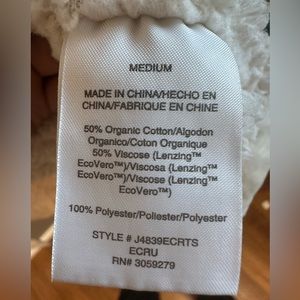 MEDIUM
MADE IN CHINA/HECHO EN
CHINA/FABRIQUE EN CHINE
50% Organic Cotton/Algodon
Organico/Coton Organique
50% Viscose (Lenzing™
EcoVero™)/Viscosa (Lenzing™
EcoVero™)/Viscose (Lenzing™
EcoVero™)
100% Polyester/Poliester/Polyester
STYLE # J4839ECRTS
ECRU
RN# 3059279